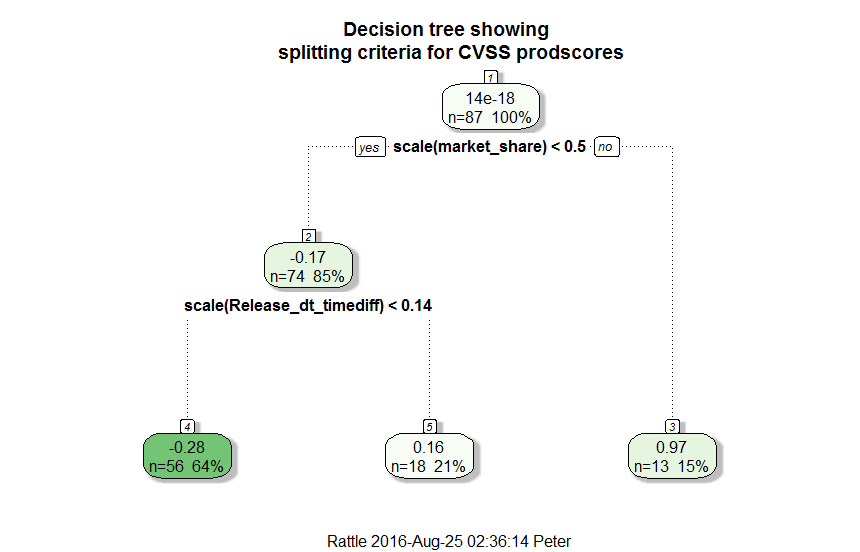 Decision tree showing
splitting criteria for CVSS prodscores
1
14e-18
n=87 100%
yes scale(market_share) < 0.5 no
2
-0.17
n=74 85%
scale(Release_dt_timediff) < 0.14
4
-0.28
n=56 64%
5
0.16
n=18 21%
3
0.97
n=13 15%
Rattle 2016-Aug-25 02:36:14 Peter